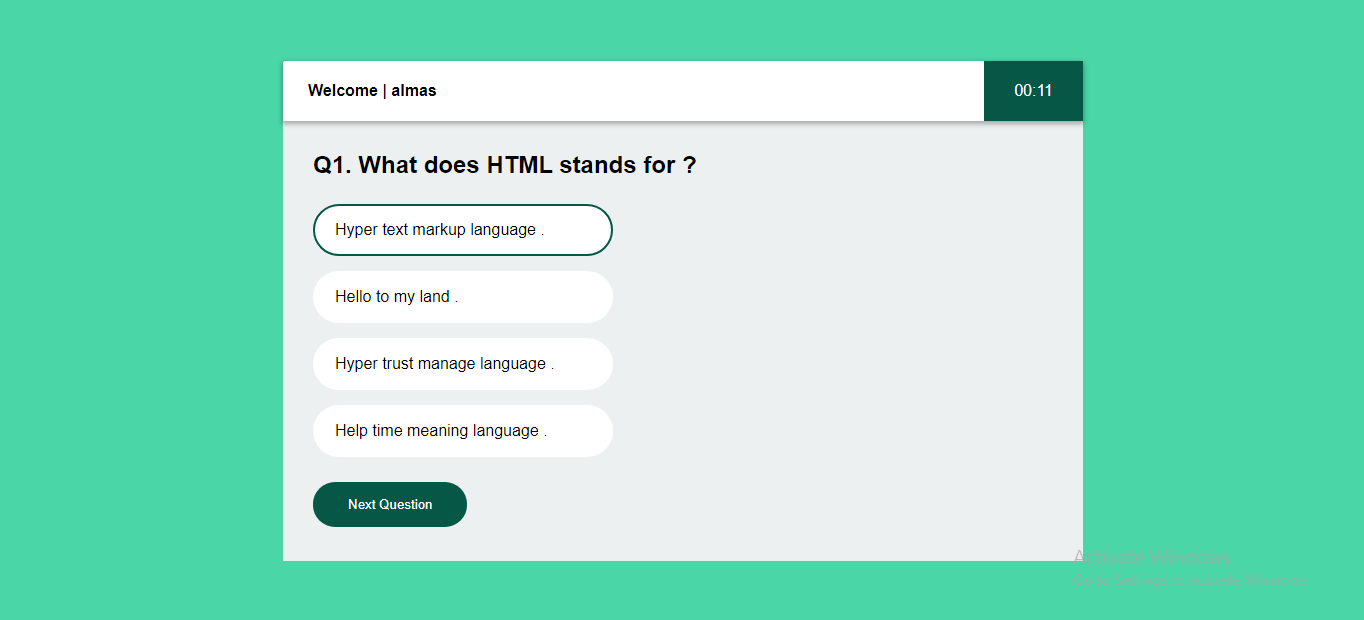 Welcome | almas
00:11
Q1. What does HTML stands for ?
Hyper text markup language .
Hello to my land .
Hyper trust manage language .
Help time meaning language .
Next Question
Activate Windows
Go to Settings to activate Windows.